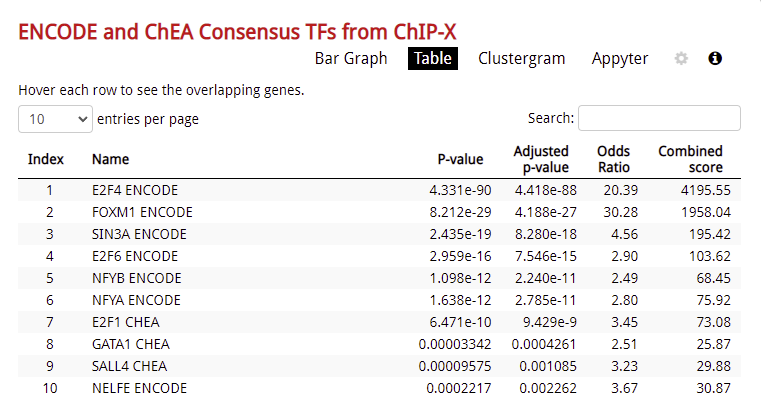 ENCODE and ChEA Consensus TFs from ChIP-X
Bar Graph Table Clustergram Appyter
Hover each row to see the overlapping genes.
10 entries per page Search:
Index Name P-value Adjusted p-value Odds Ratio Combined score
1 E2F4 ENCODE 4.331e-90 4.418e-88 20.39 4195.55
2 FOXM1 ENCODE 8.212e-29 4.188e-27 30.28 1958.04
3 SIN3A ENCODE 2.435e-19 8.280e-18 4.56 195.42
4 E2F6 ENCODE 2.959e-16 7.546e-15 2.90 103.62
5 NFYB ENCODE 1.098e-12 2.240e-11 2.49 68.45
6 NFYA ENCODE 1.638e-12 2.785e-11 2.80 75.92
7 E2F1 CHEA 6.471e-10 9.429e-9 3.45 73.08
8 GATA1 CHEA 0.00003342 0.0004261 2.51 25.87
9 SALL4 CHEA 0.00009575 0.001085 3.23 29.88
10 NELFE ENCODE 0.0002217 0.002262 3.67 30.87